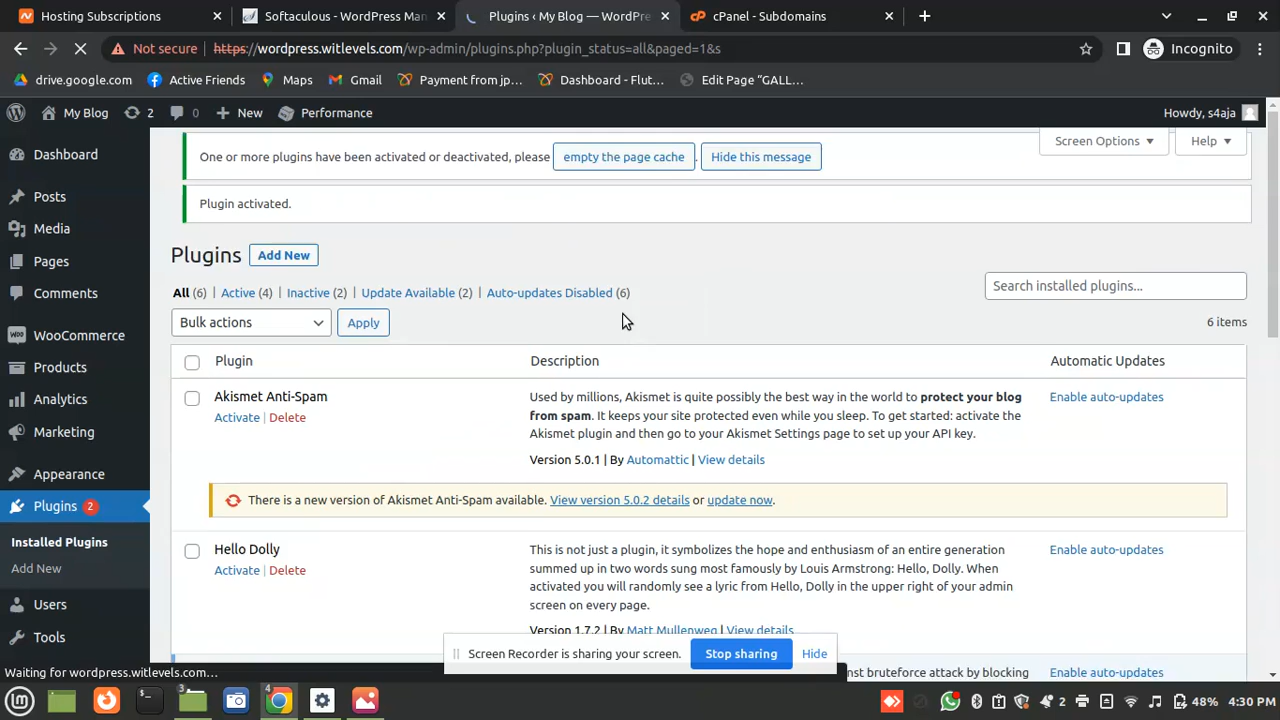 Hosting Subscriptions
Softaculous - WordPress Man
Plugins ‹ My Blog — WordPre
cPanel - Subdomains
Not secure
https://wordpress.witlevels.com/wp-admin/plugins.php?plugin_status=all&paged=1&s
Incognito
drive.google.com
Active Friends
Maps
Gmail
Payment from jp...
Dashboard - Flut...
Edit Page "GALL...
My Blog
2
0
New
Performance
Howdy, s4aja
Dashboard
Posts
Media
Pages
Comments
WooCommerce
Products
Analytics
Marketing
Appearance
Plugins 2
Installed Plugins
Add New
Users
Tools
One or more plugins have been activated or deactivated, please empty the page cache . Hide this message
Screen Options
Help
Plugin activated.
Plugins Add New
All (6) | Active (4) | Inactive (2) | Update Available (2) | Auto-updates Disabled (6)
Search installed plugins...
Bulk actions
Apply
6 items
Plugin
Description
Automatic Updates
Akismet Anti-Spam
Activate | Delete
Used by millions, Akismet is quite possibly the best way in the world to protect your blog
from spam. It keeps your site protected even while you sleep. To get started: activate the
Akismet plugin and then go to your Akismet Settings page to set up your API key.
Version 5.0.1 | By Automattic | View details
Enable auto-updates
There is a new version of Akismet Anti-Spam available. View version 5.0.2 details or update now.
Hello Dolly
Activate | Delete
This is not just a plugin, it symbolizes the hope and enthusiasm of an entire generation
summed up in two words sung most famously by Louis Armstrong: Hello, Dolly. When
activated you will randomly see a lyric from Hello, Dolly in the upper right of your admin
screen on every page.
Version 1.7.2 | By Matt Mullenweg | View details
Enable auto-updates
Screen Recorder is sharing your screen.
Stop sharing
Hide
Waiting for wordpress.witlevels.com...
bruteforce attack by blocking
Enable auto-updates
3
4
2
48%
4:30 PM